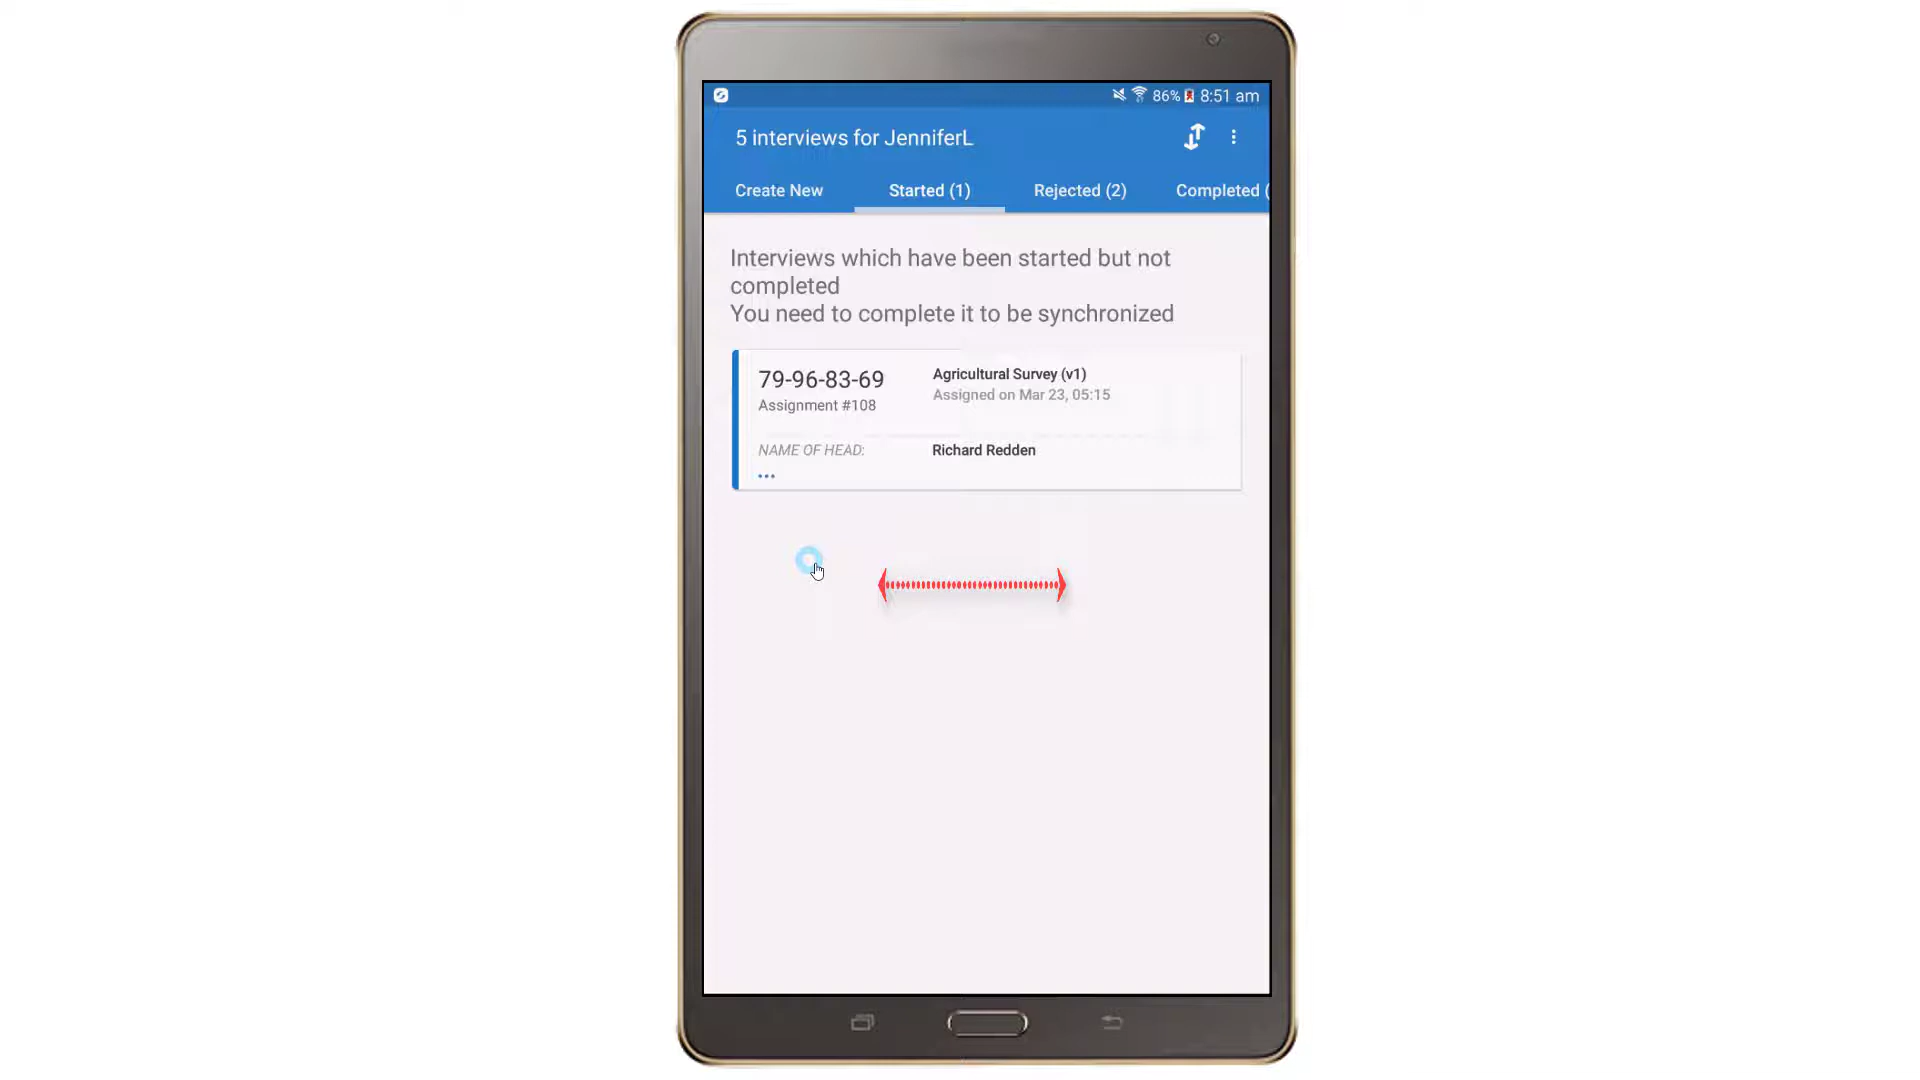 86% 8:51 am
5 interviews for JenniferL
Create New Started (1) Rejected (2) Completed (
Interviews which have been started but not
completed
You need to complete it to be synchronized
79-96-83-69 Agricultural Survey (v1)
Assignment #108 Assigned on Mar 23, 05:15
NAME OF HEAD: Richard Redden
...